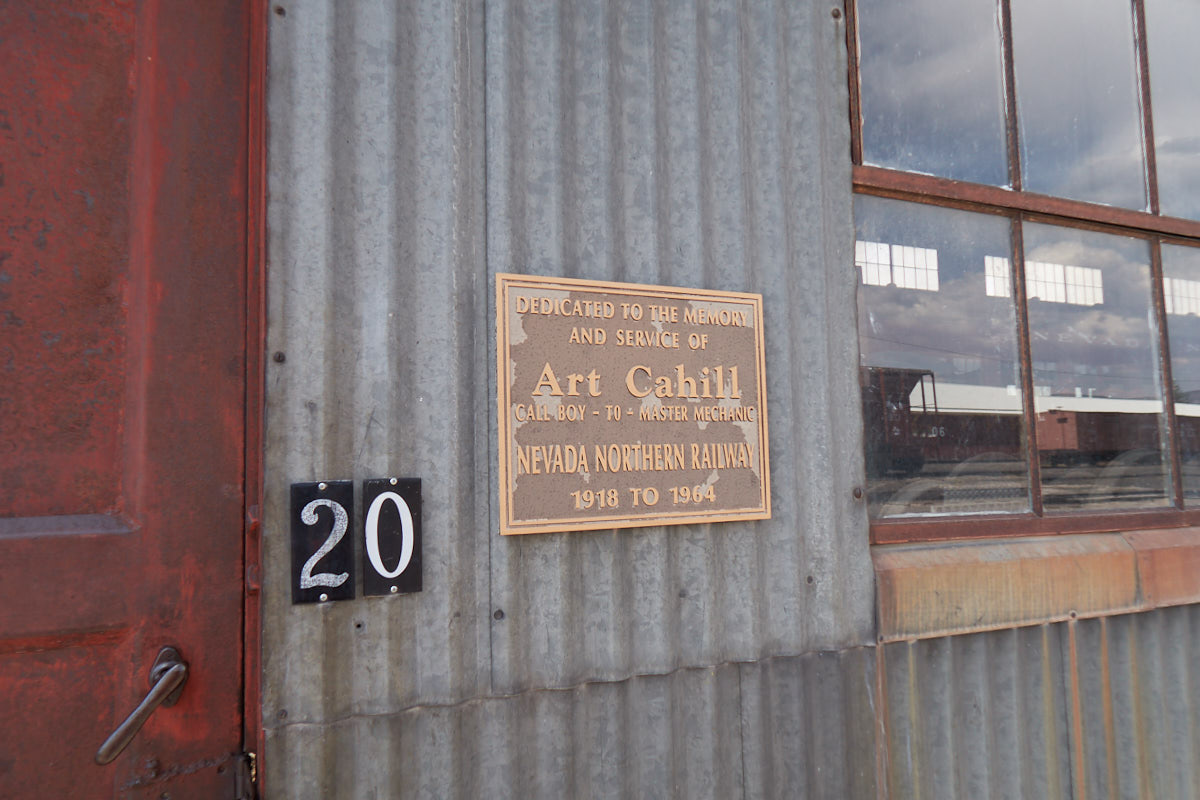 DEDICATED TO THE MEMORY
AND SERVICE OF
Art Cahill
CALL BOY - TO - MASTER MECHANIC
NEVADA NORTHERN RAILWAY
1918 TO 1964
20